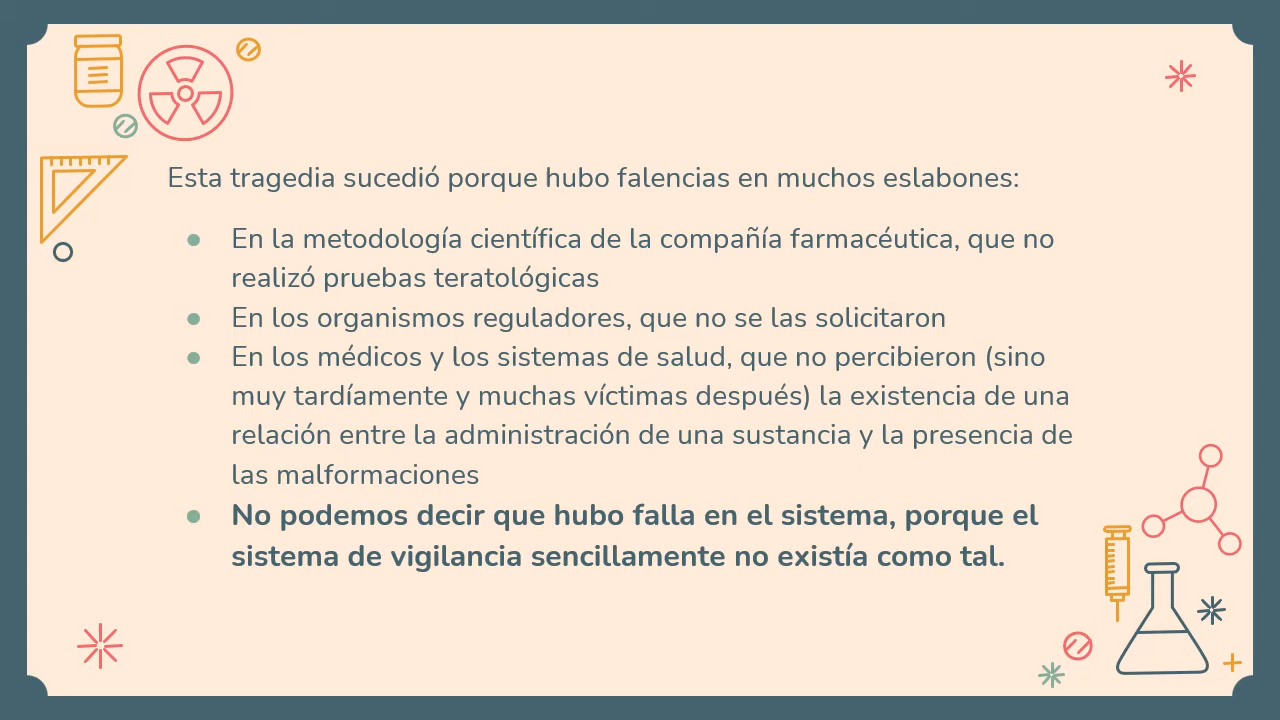 Esta tragedia sucedió porque hubo falencias en muchos eslabones:
● En la metodología científica de la compañía farmacéutica, que no
realizó pruebas teratológicas
● En los organismos reguladores, que no se las solicitaron
● En los médicos y los sistemas de salud, que no percibieron (sino
muy tardíamente y muchas víctimas después) la existencia de una
relación entre la administración de una sustancia y la presencia de
las malformaciones
● No podemos decir que hubo falla en el sistema, porque el
sistema de vigilancia sencillamente no existía como tal.